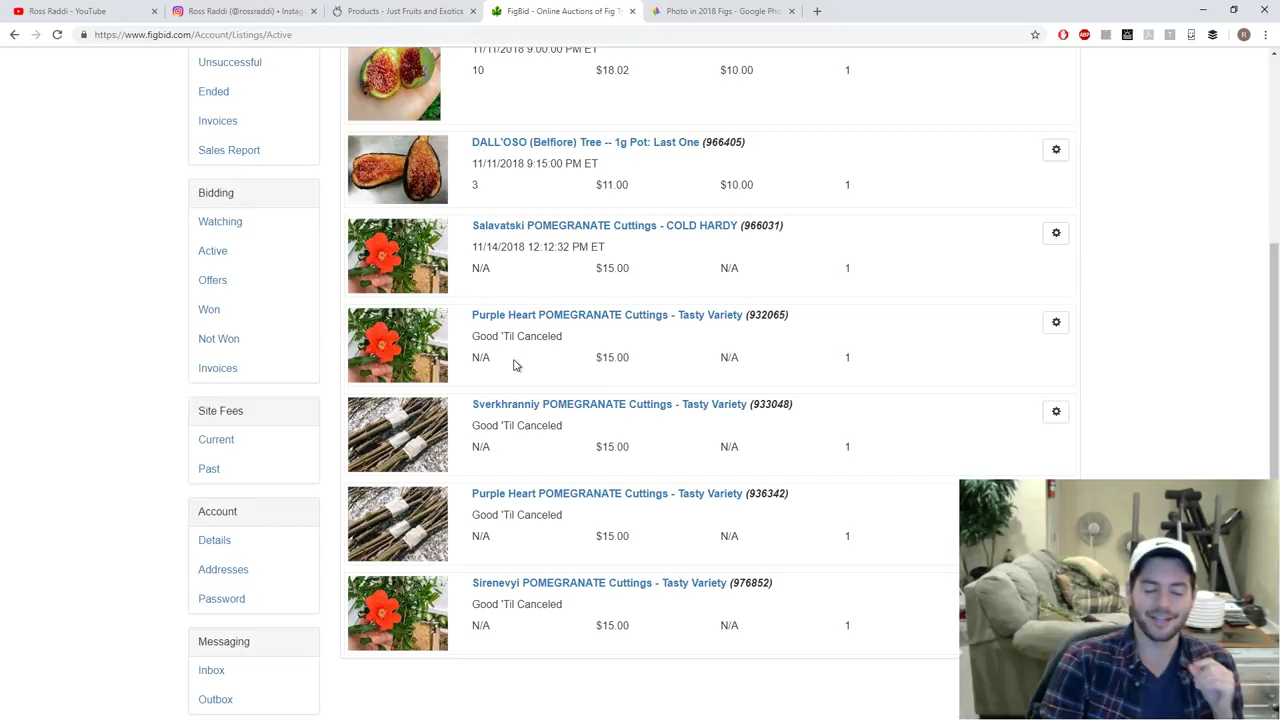 Ross Raddi - YouTube
Ross Raddi (@rossraddi) • Instag
Products - Just Fruits and Exotics
FigBid - Online Auctions of Fig T
Photo in 2018 Figs - Google Pho
https://www.figbid.com/Account/Listings/Active
Unsuccessful
Ended
Invoices
Sales Report
Bidding
Watching
Active
Offers
Won
Not Won
Invoices
Site Fees
Current
Past
Account
Details
Addresses
Password
Messaging
Inbox
Outbox
11/11/2018 9:00:00 PM ET
10 $18.02 $10.00 1
DALL'OSO (Belfiore) Tree -- 1g Pot: Last One (966405)
11/11/2018 9:15:00 PM ET
3 $11.00 $10.00 1
Salavatski POMEGRANATE Cuttings - COLD HARDY (966031)
11/14/2018 12:12:32 PM ET
N/A $15.00 N/A 1
Purple Heart POMEGRANATE Cuttings - Tasty Variety (932065)
Good 'Til Canceled
N/A $15.00 N/A 1
Sverkhranniy POMEGRANATE Cuttings - Tasty Variety (933048)
Good 'Til Canceled
N/A $15.00 N/A 1
Purple Heart POMEGRANATE Cuttings - Tasty Variety (936342)
Good 'Til Canceled
N/A $15.00 N/A 1
Sirenevyi POMEGRANATE Cuttings - Tasty Variety (976852)
Good 'Til Canceled
N/A $15.00 N/A 1